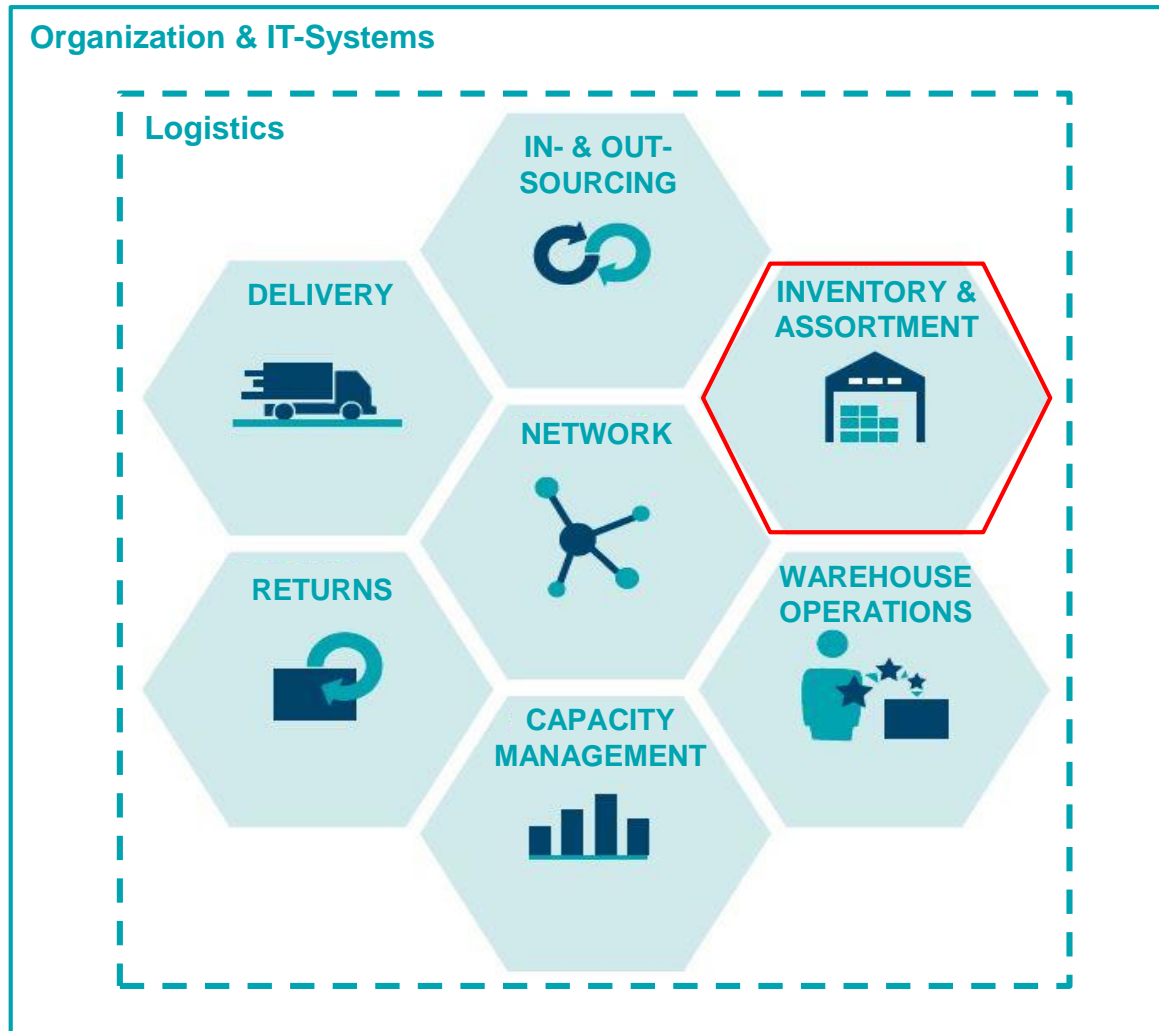 Organization & IT-Systems
Logistics
IN- & OUT-
SOURCING
DELIVERY
INVENTORY &
ASSORTMENT
NETWORK
RETURNS
WAREHOUSE
OPERATIONS
CAPACITY
MANAGEMENT